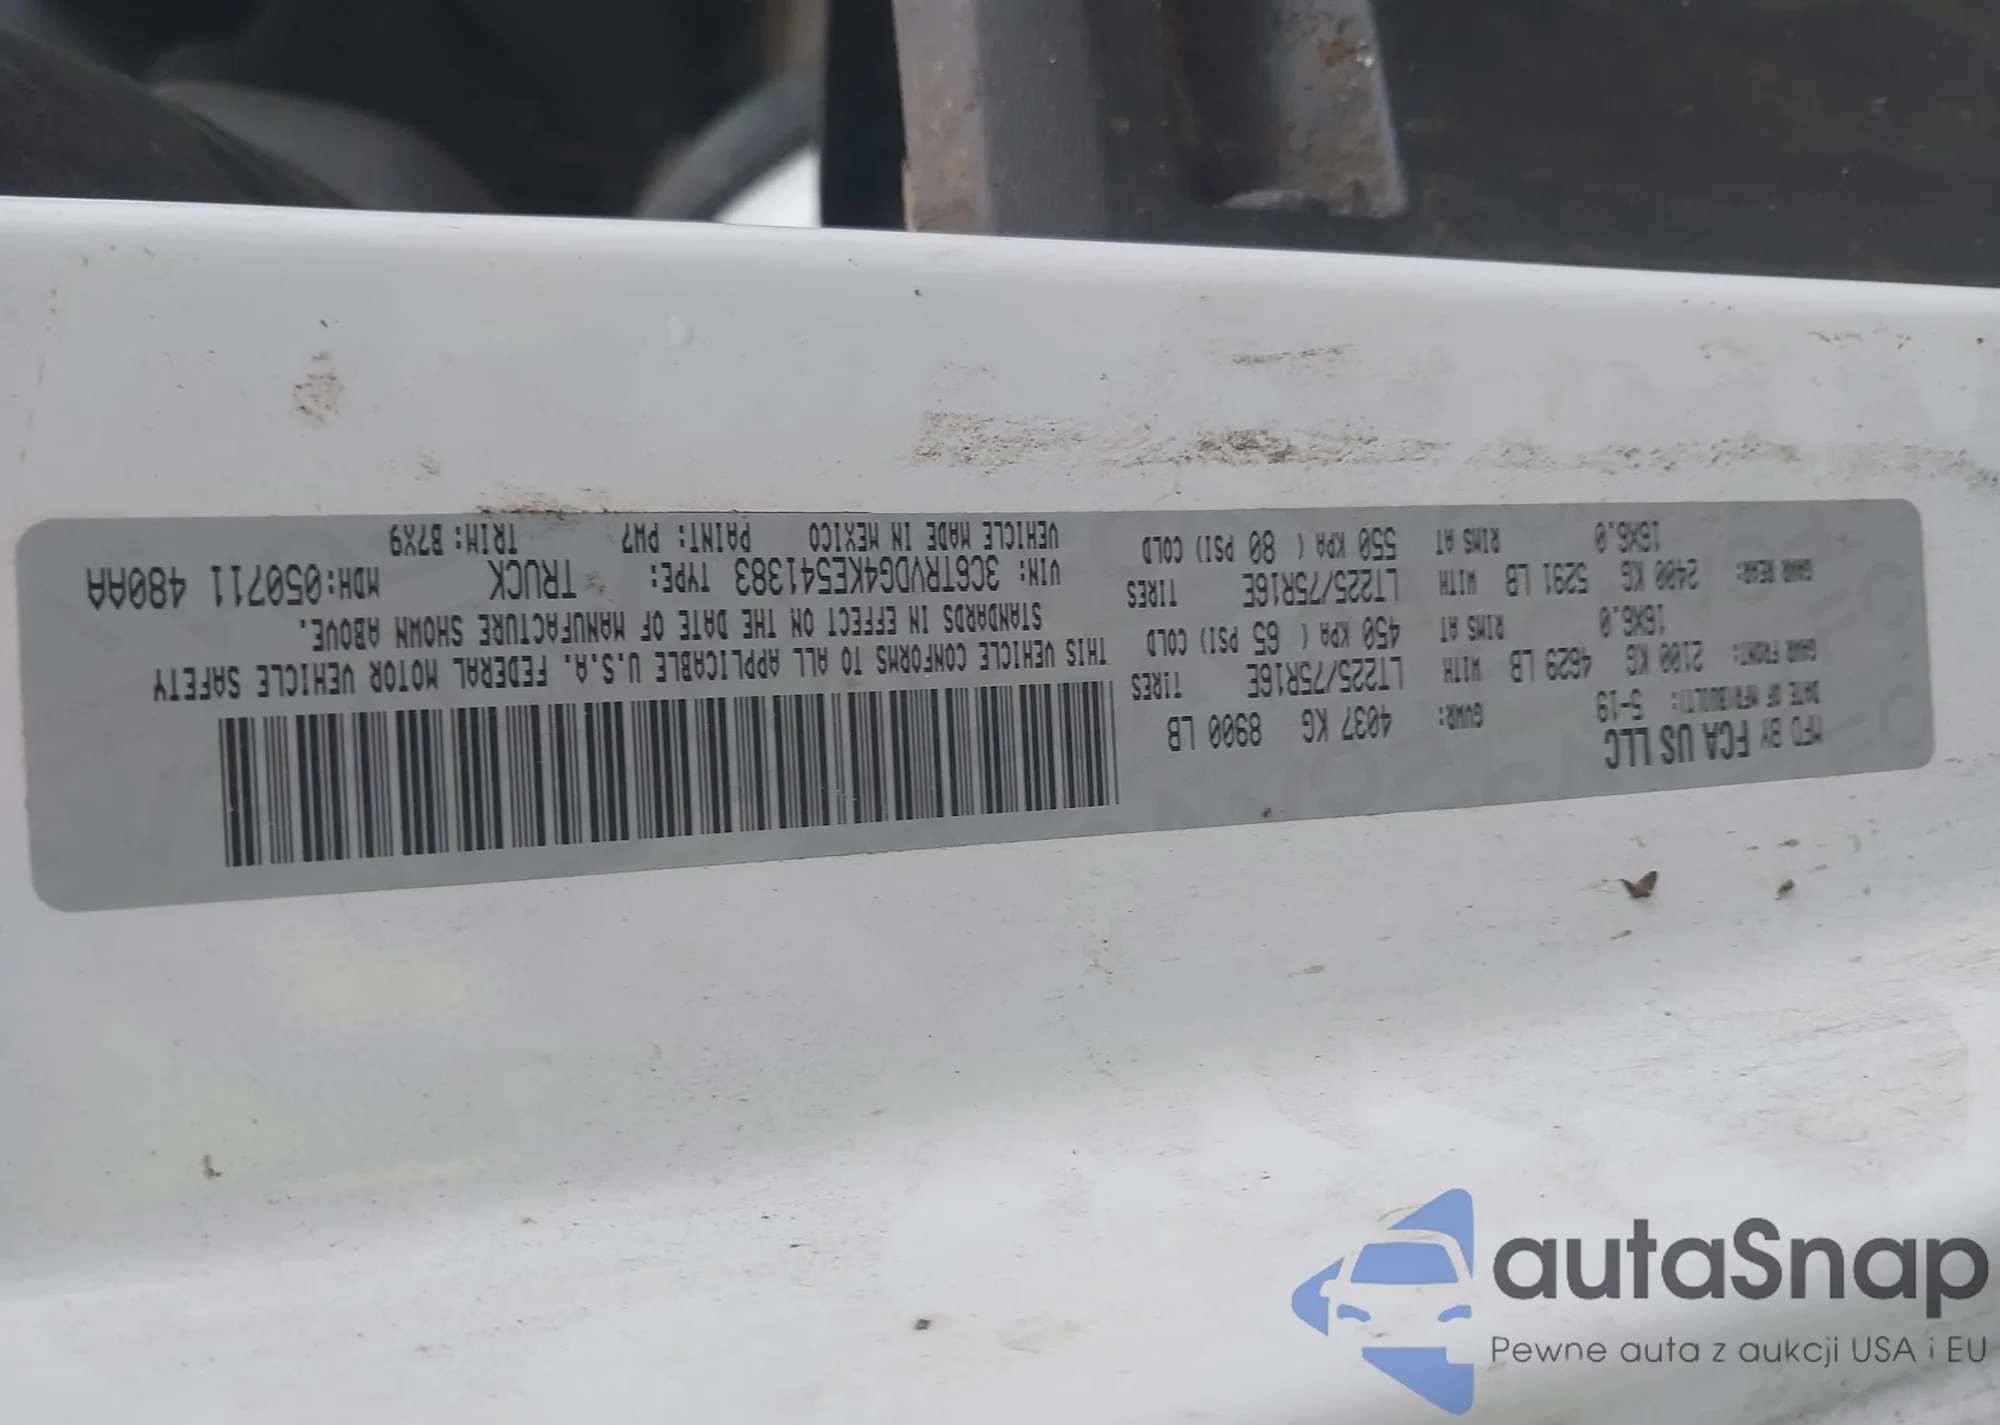 MFD BY FCA US LLC
DATE OF MFR(BUILT): 5-19 GVWR: 4037 KG 8900 LB
GAWR FRONT: 2100 KG 4629 LB WITH LT225/75R16E TIRES
16X6.0 RIMS AT 450 KPA ( 65 PSI) COLD
GAWR REAR: 2400 KG 5291 LB WITH LT225/75R16E TIRES
16X6.0 RIMS AT 550 KPA ( 80 PSI) COLD
THIS VEHICLE CONFORMS TO ALL APPLICABLE U.S.A. FEDERAL MOTOR VEHICLE SAFETY
STANDARDS IN EFFECT ON THE DATE OF MANUFACTURE SHOWN ABOVE.
VIN: 3C6TRVDG4KE541383 TYPE: TRUCK MDH:050711 480AA
VEHICLE MADE IN MEXICO PAINT: PW7 TRIM: B7X9
autaSnap
Pewne auta z aukcji USA i EU